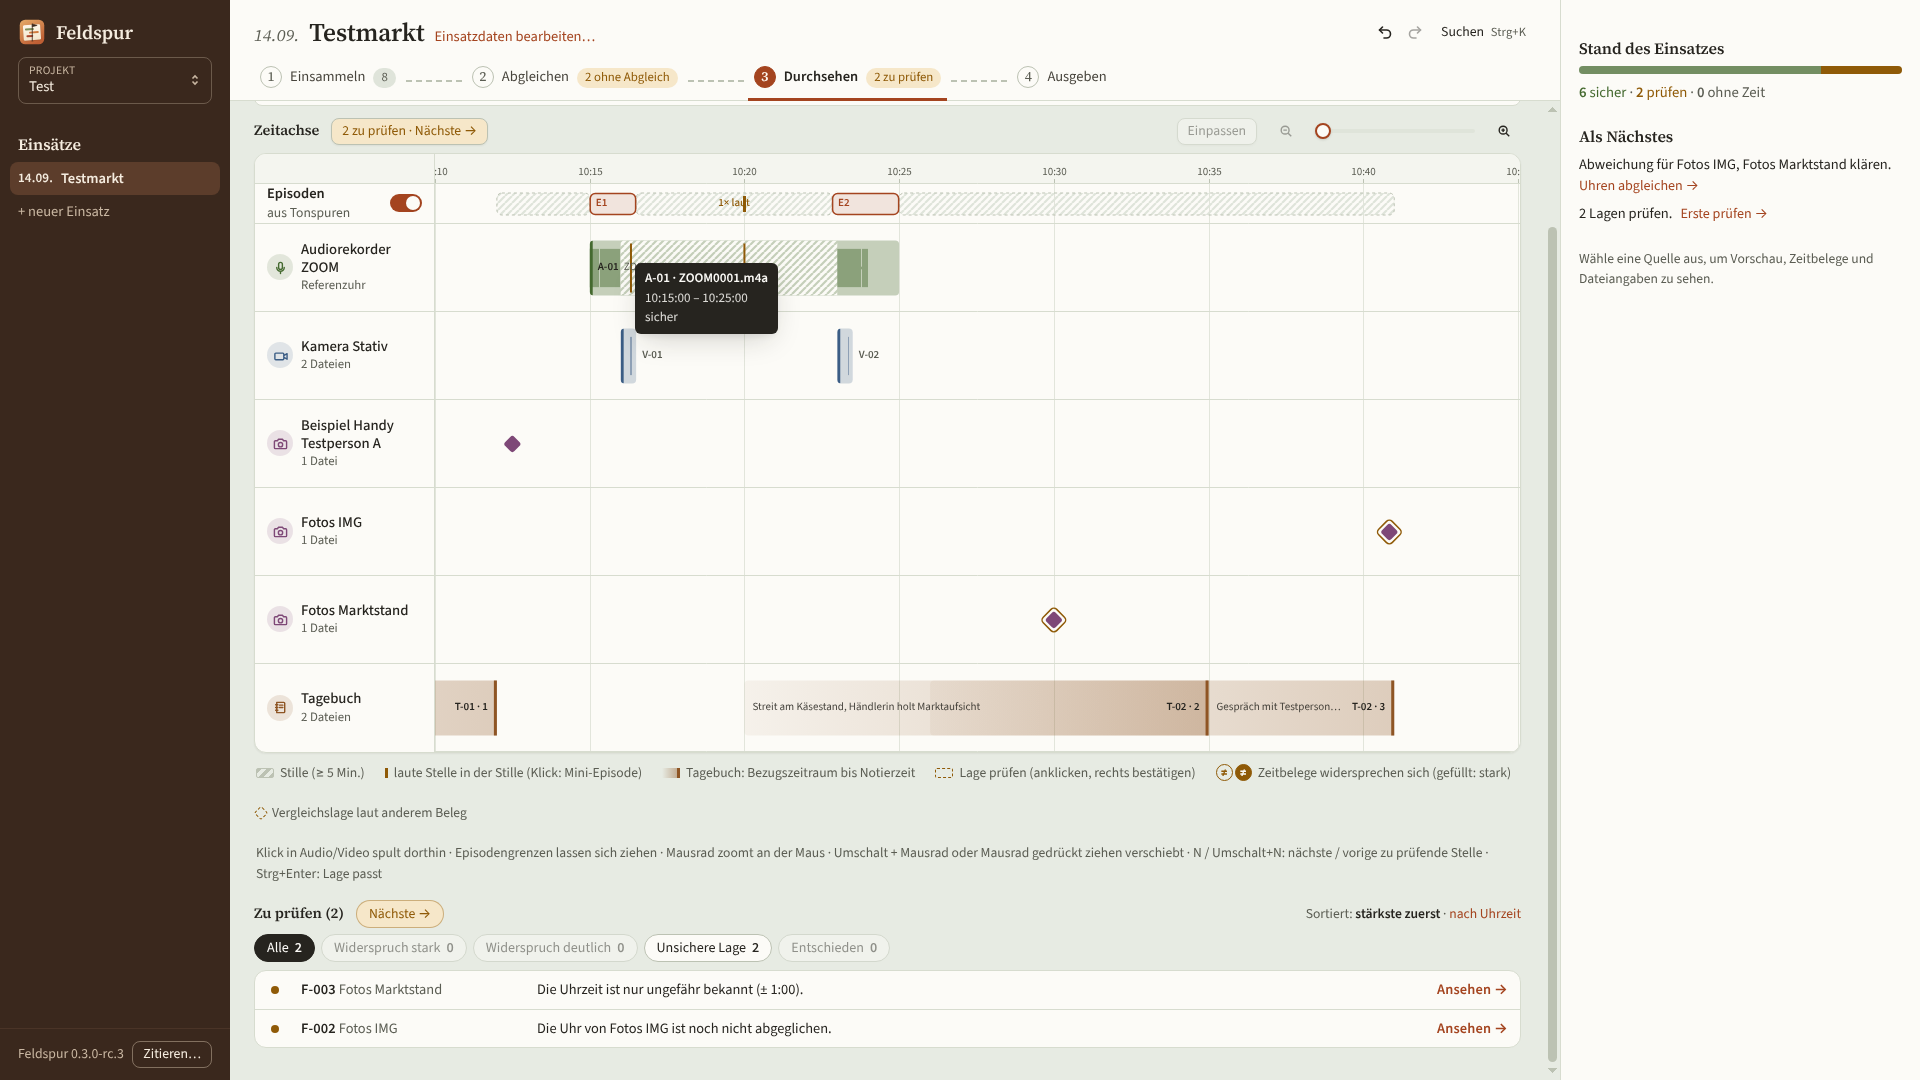 Feldspur
PROJEKT
Test
Einsätze
14.09. Testmarkt
+ neuer Einsatz
Feldspur 0.3.0-rc.3 Zitieren…
14.09. Testmarkt Einsatzdaten bearbeiten…
Suchen Strg+K
1 Einsammeln 8 2 Abgleichen 2 ohne Abgleich 3 Durchsehen 2 zu prüfen 4 Ausgeben
Zeitachse 2 zu prüfen · Nächste →
Einpassen
:10 10:15 10:20 10:25 10:30 10:35 10:40 10:
Episoden
aus Tonspuren
E1 1× laut E2
Audiorekorder
ZOOM
Referenzuhr
A-01
A-01 · ZOOM0001.m4a
10:15:00 – 10:25:00
sicher
Kamera Stativ
2 Dateien
V-01 V-02
Beispiel Handy
Testperson A
1 Datei
Fotos IMG
1 Datei
Fotos Marktstand
1 Datei
Tagebuch
2 Dateien
T-01 · 1
Streit am Käsestand, Händlerin holt Marktaufsicht T-02 · 2
Gespräch mit Testperson… T-02 · 3
Stille (≥ 5 Min.) laute Stelle in der Stille (Klick: Mini-Episode) Tagebuch: Bezugszeitraum bis Notierzeit Lage prüfen (anklicken, rechts bestätigen) ≠ ≠ Zeitbelege widersprechen sich (gefüllt: stark)
Vergleichslage laut anderem Beleg
Klick in Audio/Video spult dorthin · Episodengrenzen lassen sich ziehen · Mausrad zoomt an der Maus · Umschalt + Mausrad oder Mausrad gedrückt ziehen verschiebt · N / Umschalt+N: nächste / vorige zu prüfende Stelle ·
Strg+Enter: Lage passt
Zu prüfen (2) Nächste →
Sortiert: stärkste zuerst · nach Uhrzeit
Alle 2 Widerspruch stark 0 Widerspruch deutlich 0 Unsichere Lage 2 Entschieden 0
F-003 Fotos Marktstand Die Uhrzeit ist nur ungefähr bekannt (± 1:00). Ansehen →
F-002 Fotos IMG Die Uhr von Fotos IMG ist noch nicht abgeglichen. Ansehen →
Stand des Einsatzes
6 sicher · 2 prüfen · 0 ohne Zeit
Als Nächstes
Abweichung für Fotos IMG, Fotos Marktstand klären.
Uhren abgleichen →
2 Lagen prüfen. Erste prüfen →
Wähle eine Quelle aus, um Vorschau, Zeitbelege und
Dateiangaben zu sehen.